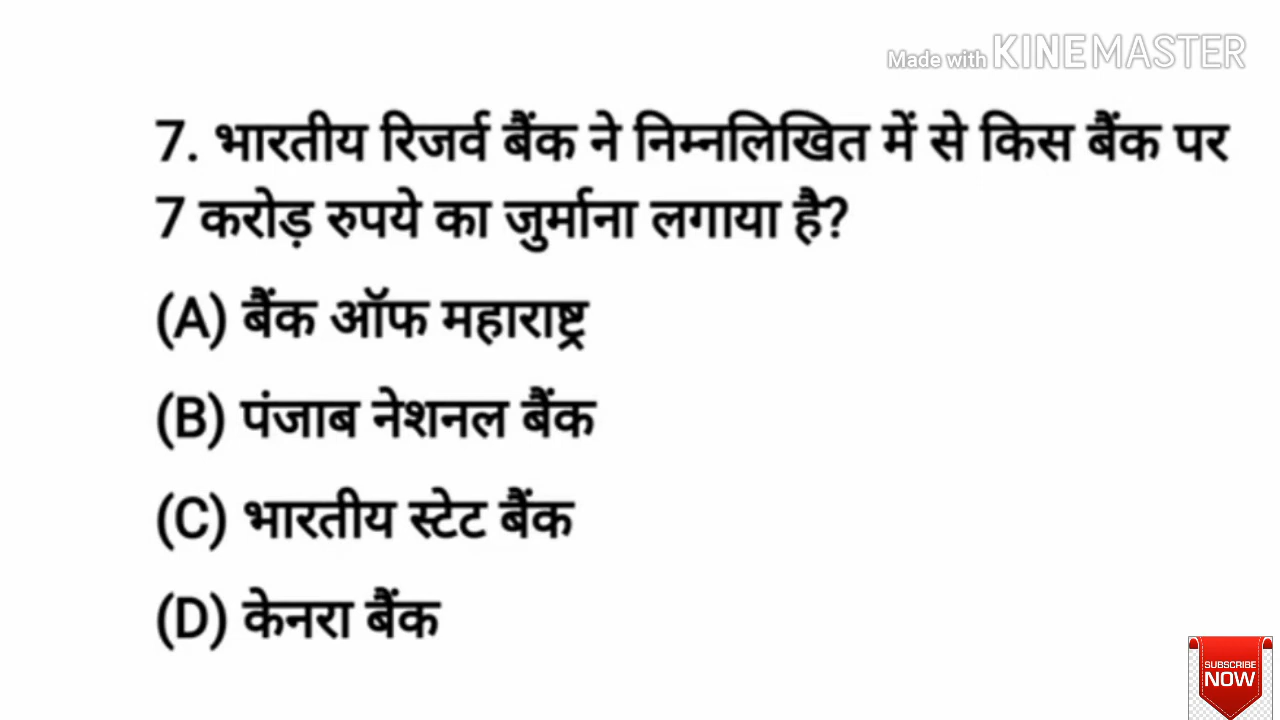 Made with KINEMASTER
7. भारतीय रिजर्व बैंक ने निम्नलिखित में से किस बैंक पर
7 करोड़ रुपये का जुर्माना लगाया है?
(A) बैंक ऑफ महाराष्ट्र
(B) पंजाब नेशनल बैंक
(C) भारतीय स्टेट बैंक
(D) केनरा बैंक
SUBSCRIBE
NOW